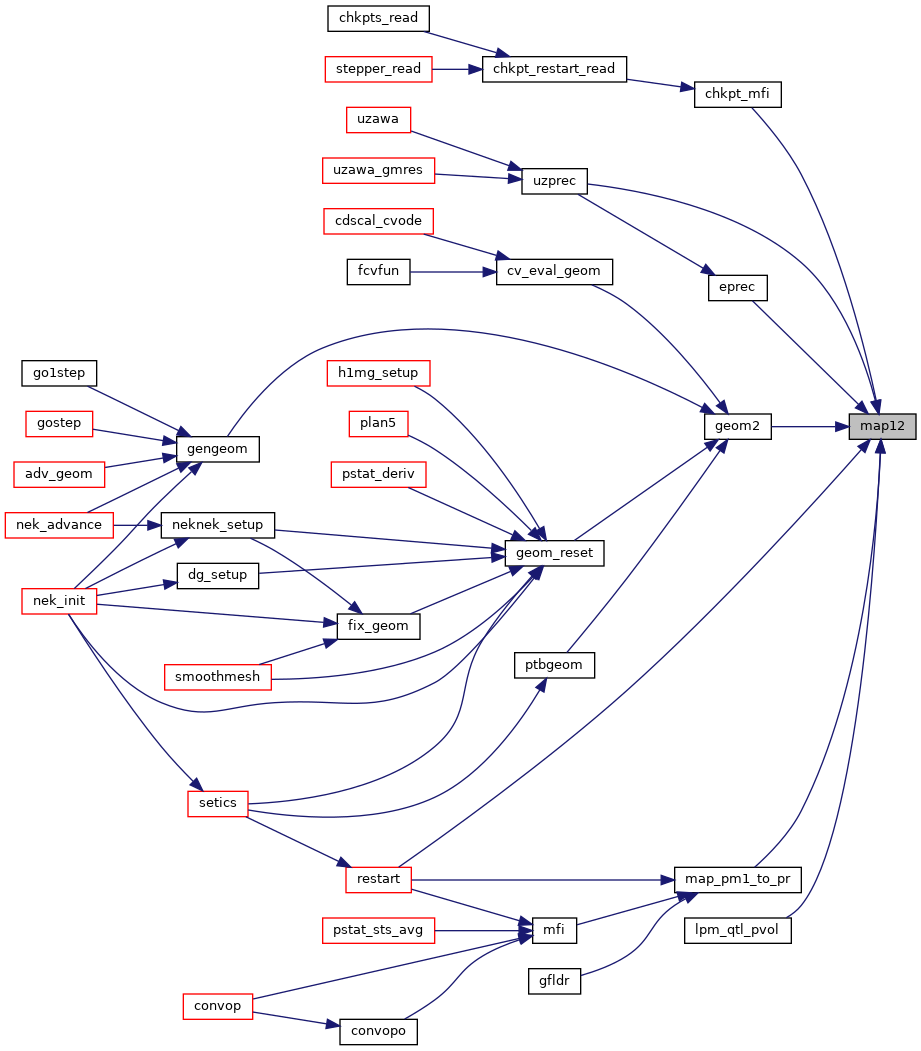 chkpts_read
stepper_read
chkpt_restart_read
chkpt_mfi
uzawa
uzawa_gmres
uzprec
cdscal_cvode
fcvfun
cv_eval_geom
eprec
go1step
h1mg_setup
gostep
plan5
geom2
map12
gengeom
adv_geom
pstat_deriv
nek_advance
neknek_setup
geom_reset
dg_setup
nek_init
fix_geom
smoothmesh
ptbgeom
setics
restart
map_pm1_to_pr
pstat_sts_avg
mfi
lpm_qtl_pvol
gfldr
convop
convopo